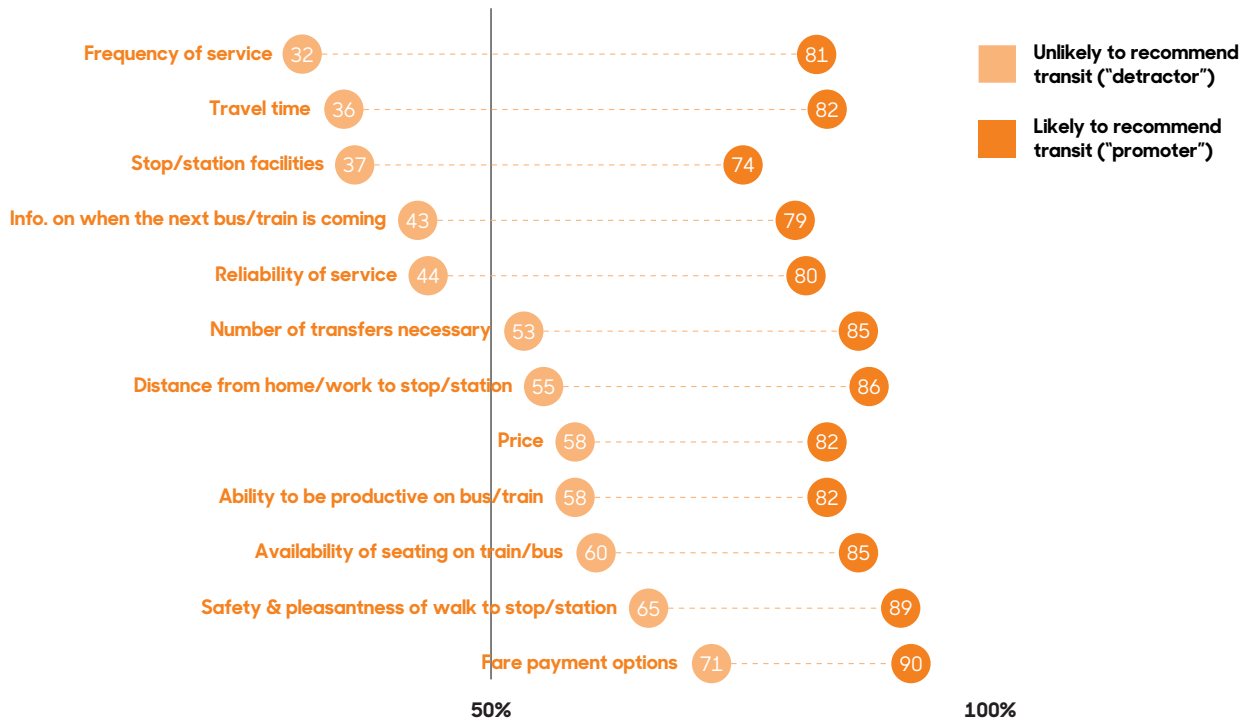 Frequency of service 32 81
Travel time 36 82
Stop/station facilities 37 74
Info. on when the next bus/train is coming 43 79
Reliability of service 44 80
Number of transfers necessary 53 85
Distance from home/work to stop/station 55 86
Price 58 82
Ability to be productive on bus/train 58 82
Availability of seating on train/bus 60 85
Safety & pleasantness of walk to stop/station 65 89
Fare payment options 71 90
50% 100%
Unlikely to recommend
transit (“detractor”)
Likely to recommend
transit (“promoter”)